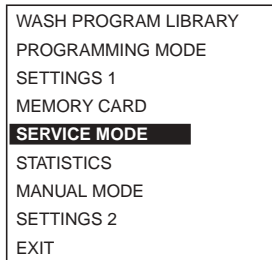 WASH PROGRAM LIBRARY
PROGRAMMING MODE
SETTINGS 1
MEMORY CARD
SERVICE MODE
STATISTICS
MANUAL MODE
SETTINGS 2
EXIT